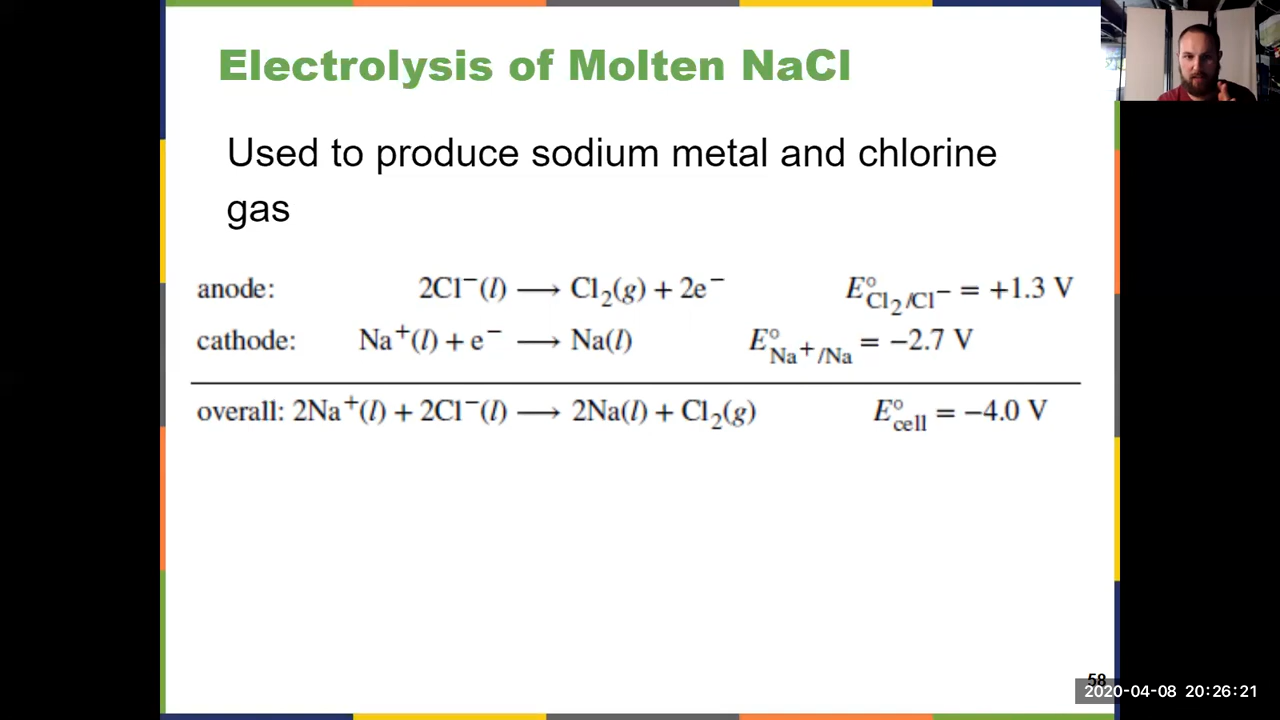 Electrolysis of Molten NaCl
Used to produce sodium metal and chlorine
gas
anode: 2Cl⁻(l) ⟶ Cl₂(g) + 2e⁻ E°Cl₂/Cl⁻ = +1.3 V
cathode: Na⁺(l) + e⁻ ⟶ Na(l) E°Na⁺/Na = −2.7 V
overall: 2Na⁺(l) + 2Cl⁻(l) ⟶ 2Na(l) + Cl₂(g) E°cell = −4.0 V
58
2020-04-08 20:26:21